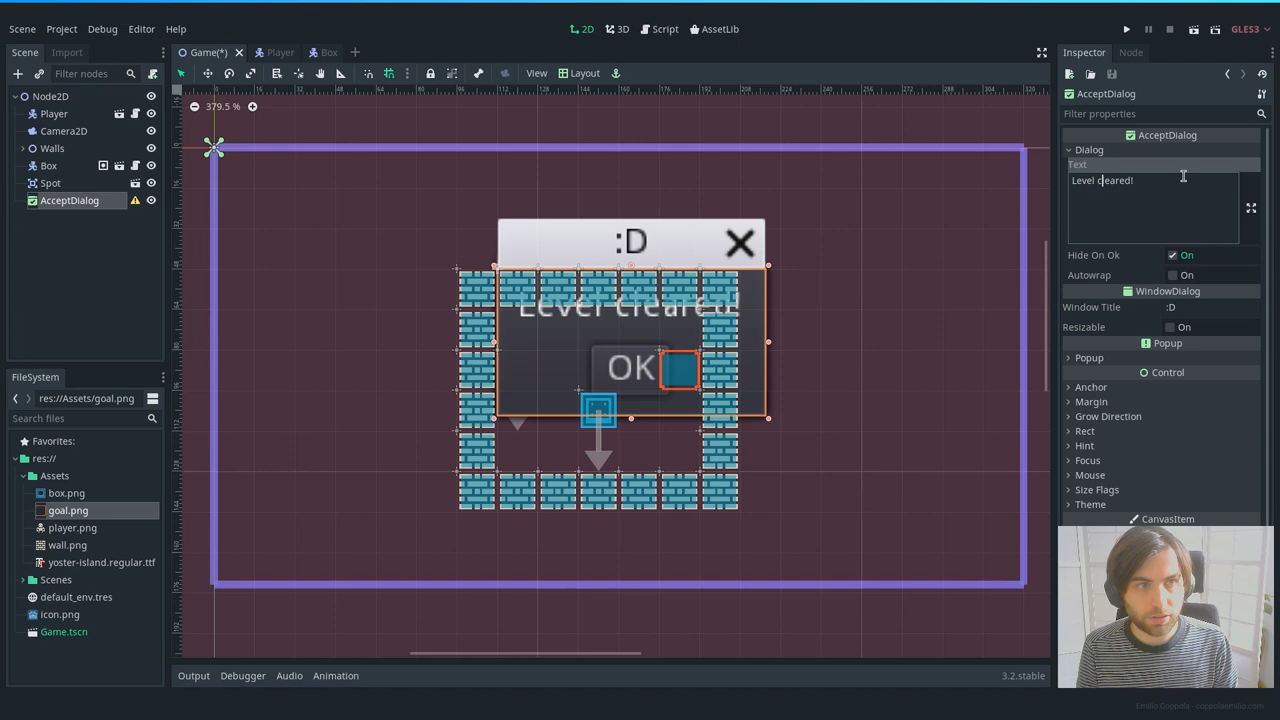 Scene Project Debug Editor Help
2D 3D Script AssetLib
GLES3
Scene Import
Game(*) Player Box
Inspector Node
Filter nodes
View Layout
379.5 %
AcceptDialog
Filter properties
Node2D
Player
Camera2D
Walls
Box
Spot
AcceptDialog
:D
Level cleared!
OK
AcceptDialog
Dialog
Text
Level cleared!
Hide On Ok On
Autowrap On
WindowDialog
Window Title :D
Resizable On
Popup
Popup
Control
Anchor
Margin
Grow Direction
Rect
Hint
Focus
Mouse
Size Flags
Theme
CanvasItem
FileSystem
res://Assets/goal.png
Search files
Favorites:
res://
Assets
box.png
goal.png
player.png
wall.png
yoster-island.regular.ttf
Scenes
default_env.tres
icon.png
Game.tscn
Output Debugger Audio Animation
3.2.stable
Emilio Coppola - coppolaemilio.com